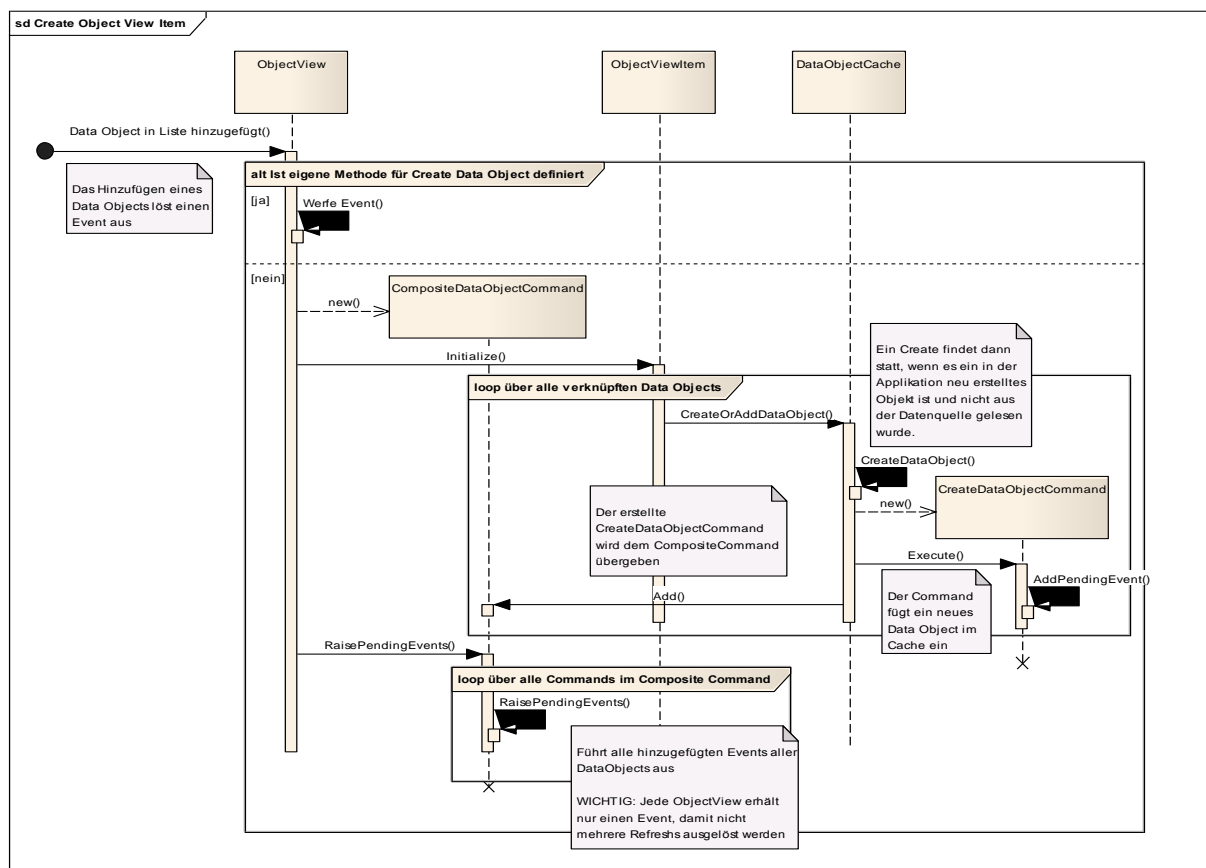 sd Create Object View Item
ObjectView
ObjectViewItem
DataObjectCache
Data Object in Liste hinzugefügt()
Das Hinzufügen eines
Data Objects löst einen
Event aus
alt Ist eigene Methode für Create Data Object definiert
[ja]
Werfe Event()
[nein]
CompositeDataObjectCommand
new()
Ein Create findet dann
statt, wenn es ein in der
Applikation neu erstelltes
Objekt ist und nicht aus
der Datenquelle gelesen
wurde.
Initialize()
loop über alle verknüpften Data Objects
CreateOrAddDataObject()
CreateDataObject()
CreateDataObjectCommand
new()
Der erstellte
CreateDataObjectCommand
wird dem CompositeCommand
übergeben
Execute()
AddPendingEvent()
Der Command
fügt ein neues
Data Object im
Cache ein
Add()
RaisePendingEvents()
loop über alle Commands im Composite Command
RaisePendingEvents()
Führt alle hinzugefügten Events aller
DataObjects aus
WICHTIG: Jede ObjectView erhält
nur einen Event, damit nicht
mehrere Refreshs ausgelöst werden